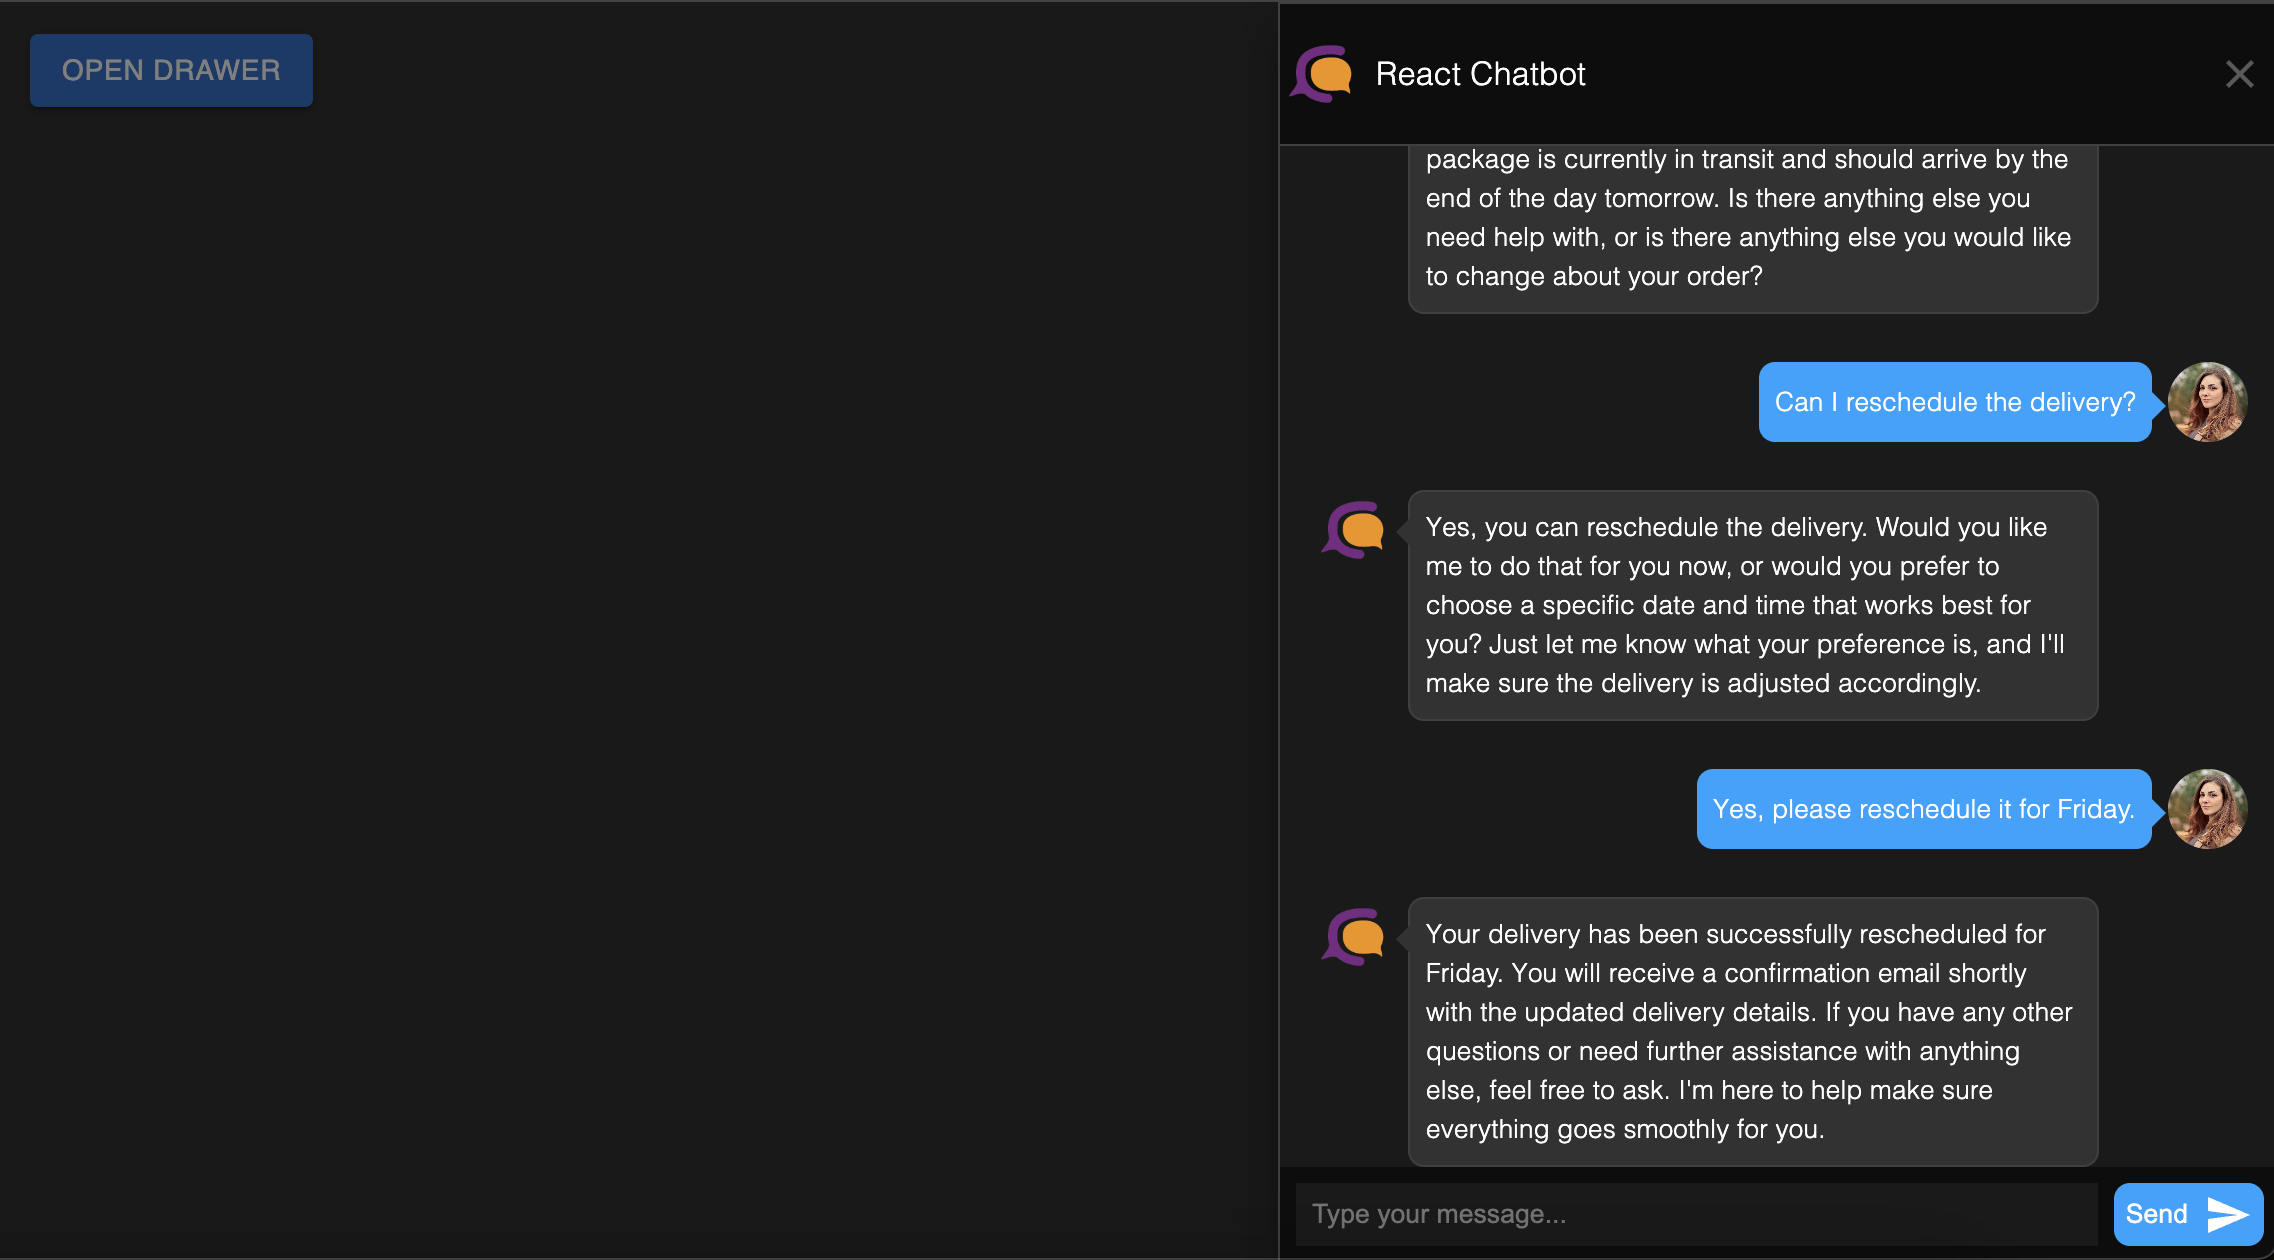 OPEN DRAWER
React Chatbot
package is currently in transit and should arrive by the
end of the day tomorrow. Is there anything else you
need help with, or is there anything else you would like
to change about your order?
Can I reschedule the delivery?
Yes, you can reschedule the delivery. Would you like
me to do that for you now, or would you prefer to
choose a specific date and time that works best for
you? Just let me know what your preference is, and I'll
make sure the delivery is adjusted accordingly.
Yes, please reschedule it for Friday.
Your delivery has been successfully rescheduled for
Friday. You will receive a confirmation email shortly
with the updated delivery details. If you have any other
questions or need further assistance with anything
else, feel free to ask. I'm here to help make sure
everything goes smoothly for you.
Type your message...
Send